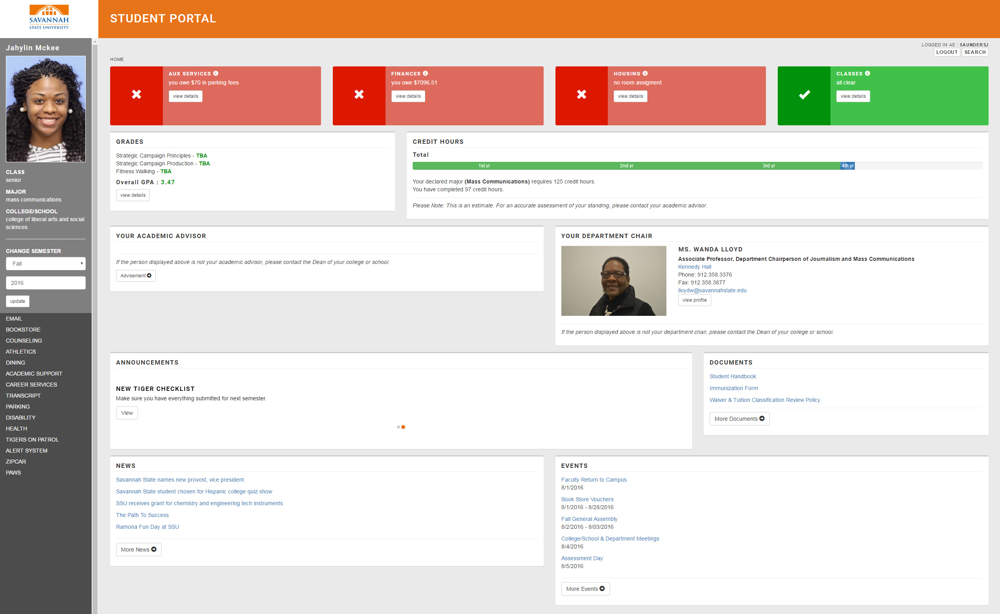 SAVANNAH
STATE UNIVERSITY
STUDENT PORTAL
Jahylin Mckee
CLASS
senior
MAJOR
mass communications
COLLEGE/SCHOOL
college of liberal arts and social
sciences
CHANGE SEMESTER
Fall
2016
update
EMAIL
BOOKSTORE
COUNSELING
ATHLETICS
DINING
ACADEMIC SUPPORT
CAREER SERVICES
TRANSCRIPT
PARKING
DISABILITY
HEALTH
TIGERS ON PATROL
ALERT SYSTEM
ZIPCAR
PAWS
LOGGED IN AS : SAUNDERSJ
LOGOUT SEARCH
HOME
AUX SERVICES
you owe $70 in parking fees
view details
FINANCES
you owe $7096.51
view details
HOUSING
no room assigment
view details
CLASSES
all clear
view details
GRADES
Strategic Campaign Principles - TBA
Strategic Campaign Production - TBA
Fitness Walking - TBA
Overall GPA : 3.47
view details
CREDIT HOURS
Total
1st yr 2nd yr 3rd yr 4th yr
Your declared major (Mass Communications) requires 125 credit hours.
You have completed 97 credit hours.
Please Note: This is an estimate. For an accurate assessment of your standing, please contact your academic advisor.
YOUR ACADEMIC ADVISOR
If the person displayed above is not your academic advisor, please contact the Dean of your college or school.
Advisement
YOUR DEPARTMENT CHAIR
MS. WANDA LLOYD
Associate Professor, Department Chairperson of Journalism and Mass Communications
Kennedy Hall
Phone: 912.358.3376
Fax: 912.358.3877
lloydw@savannahstate.edu
view profile
If the person displayed above is not your department chair, please contact the Dean of your college or school.
ANNOUNCEMENTS
NEW TIGER CHECKLIST
Make sure you have everything submitted for next semester.
View
DOCUMENTS
Student Handbook
Immunization Form
Waiver & Tuition Classification Review Policy
More Documents
NEWS
Savannah State names new provost, vice president
Savannah State student chosen for Hispanic college quiz show
SSU receives grant for chemistry and engineering tech instruments
The Path To Success
Ramona Fun Day at SSU
More News
EVENTS
Faculty Return to Campus
8/1/2016
Book Store Vouchers
8/1/2016 - 8/28/2016
Fall General Assembly
8/2/2016 - 8/03/2016
College/School & Department Meetings
8/4/2016
Assessment Day
8/5/2016
More Events